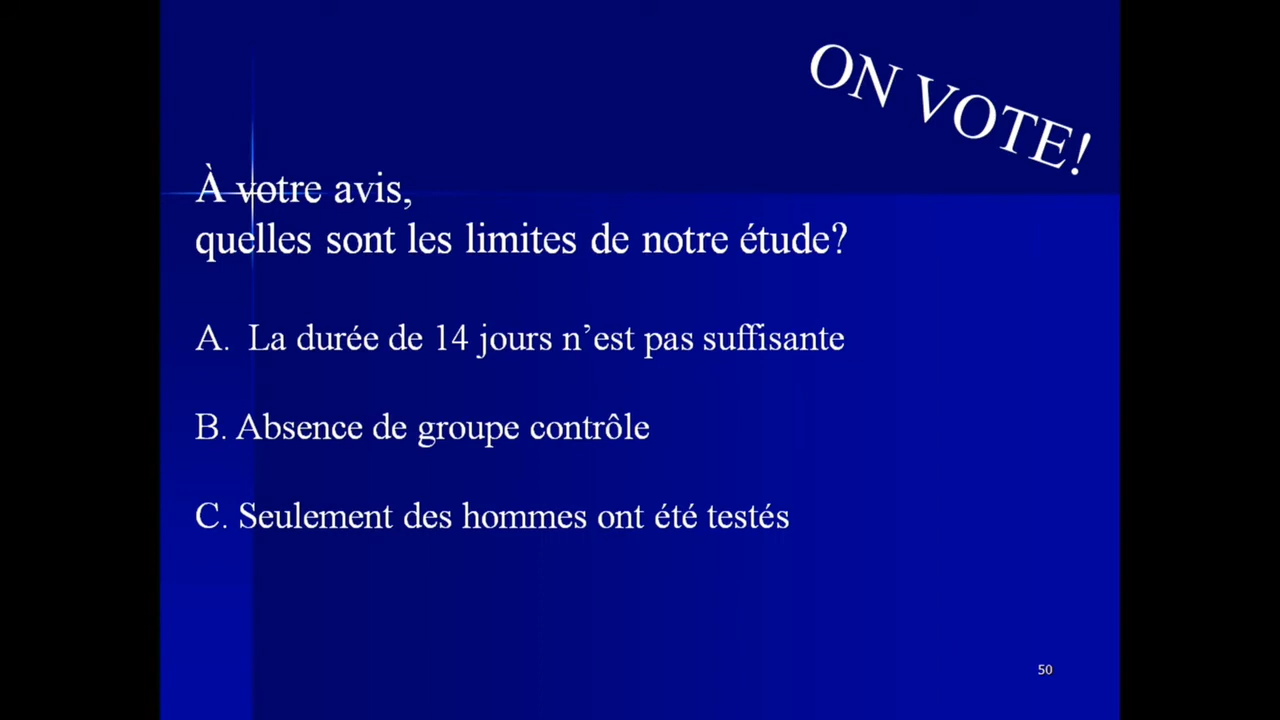 ON VOTE!
À votre avis,
quelles sont les limites de notre étude?
A. La durée de 14 jours n’est pas suffisante
B. Absence de groupe contrôle
C. Seulement des hommes ont été testés
50